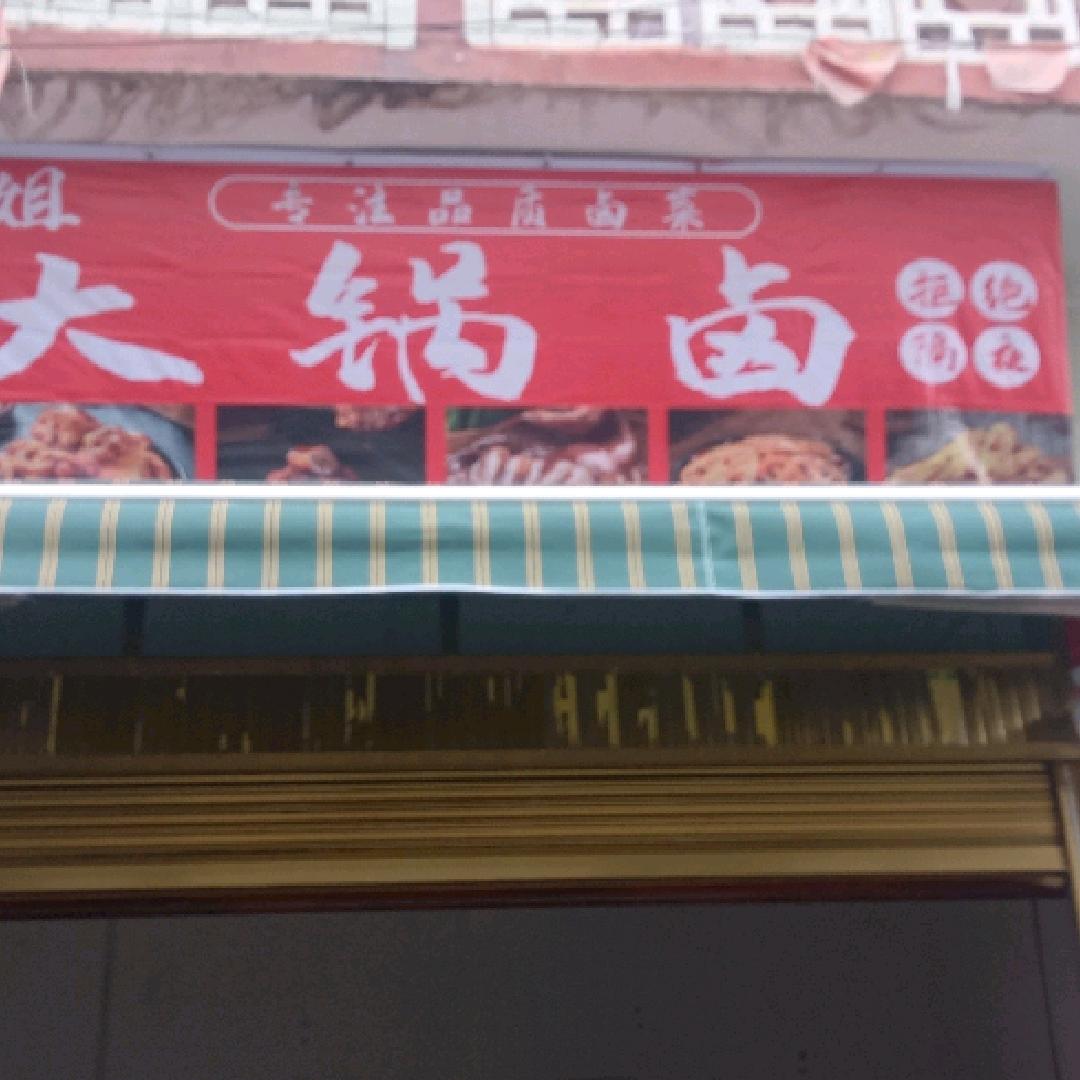 姐
专注品质卤菜
大锅卤
拒绝
隔夜